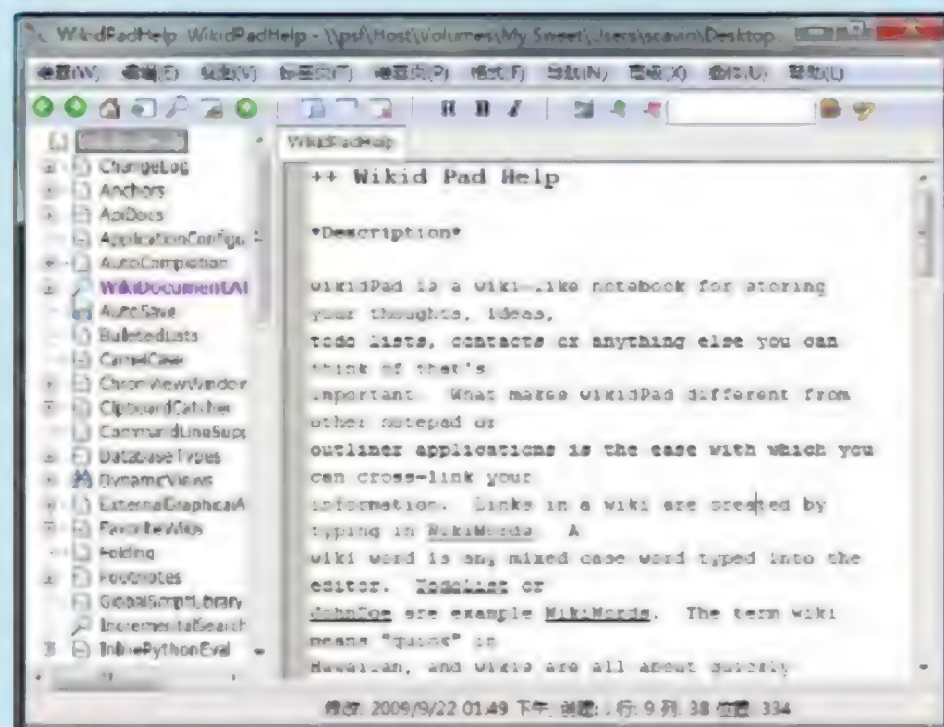 WikidPadHelp: WikidPadHelp - \\psf\Host\Volumes\My Sweet\Users\scavin\Desktop
WikidPadHelp
ChangeLog
Anchors
ApiDocs
ApplicationConfigu
AutoCompletion
WikiDocumentAt
AutoSave
BulletedLists
CamelCase
ChronViewWindow
ClipboardCatcher
CommandLineSupp
DatabaseTypes
DynamicViews
ExternalGraphicalA
FavoriteWikis
Folding
Footnotes
GlobalScriptLibrary
IncrementalSearch
InlinePythonEval
++ Wikid Pad Help
*Description*
wikidPad is a wiki-like notebook for storing
your thoughts, ideas,
todo lists, contacts or anything else you can
think of that's
important. What makes wikidPad different from
other notepad or
outliner applications is the ease with which you
can cross-link your
information. Links in a wiki are created by
typing in WikiWords. A
wiki word is any mixed case word typed into the
editor. TodoList or
JohnDoe are example WikiWords. The term wiki
means "quick" in
Hawaiian, and wikis are all about quickly
修改: 2009/9/22 01:49 下午, 创建: , 行: 9 列: 38 位置: 334